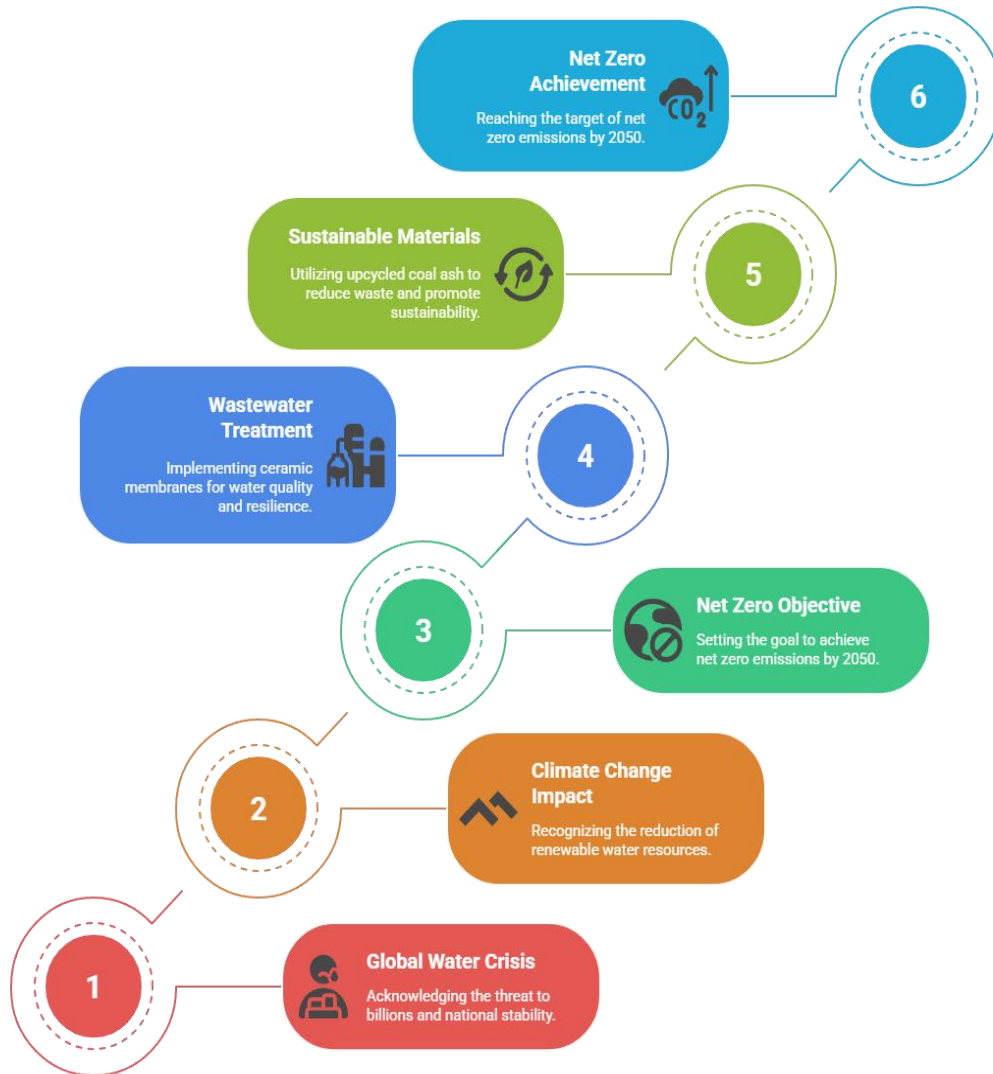 Net Zero
Achievement
Reaching the target of net
zero emissions by 2050.
CO2
6
Sustainable Materials
Utilizing upcycled coal ash to
reduce waste and promote
sustainability.
5
Wastewater
Treatment
Implementing ceramic
membranes for water quality
and resilience.
4
3
Net Zero Objective
Setting the goal to achieve
net zero emissions by 2050.
2
Climate Change
Impact
Recognizing the reduction of
renewable water resources.
1
Global Water Crisis
Acknowledging the threat to
billions and national stability.